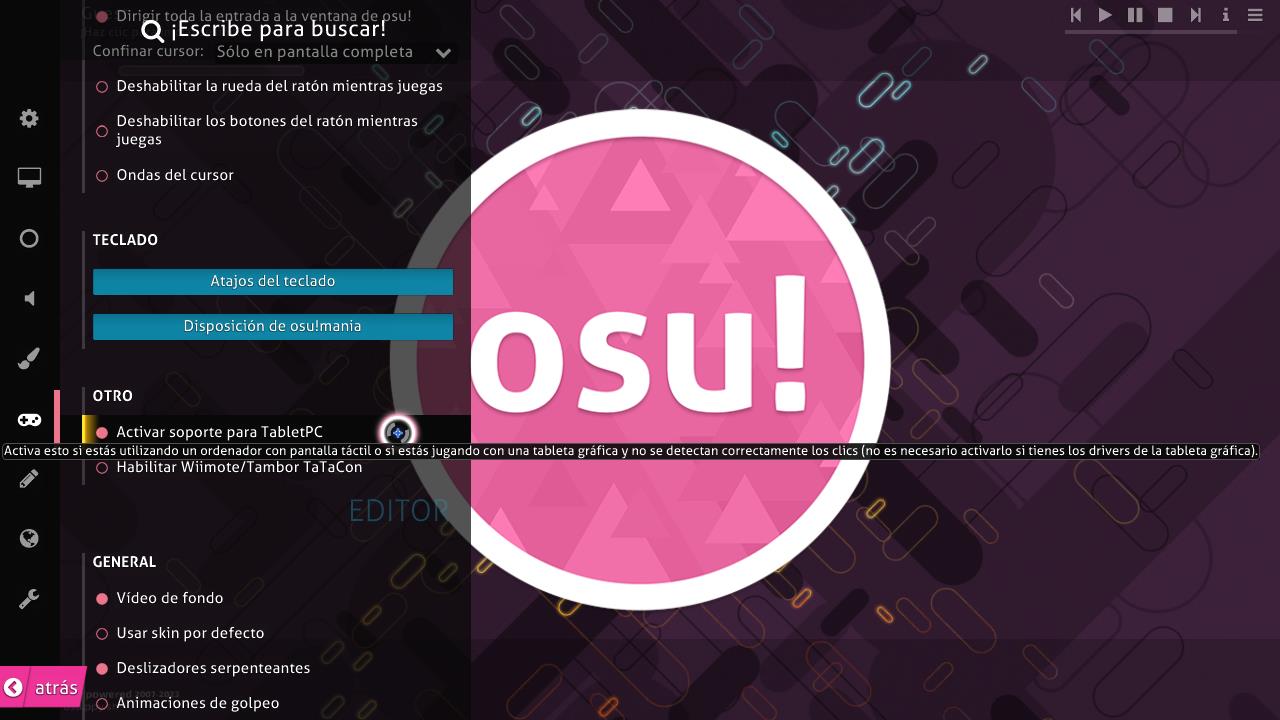 Dirigir toda la entrada a la ventana de osu!
¡Escribe para buscar!
Confinar cursor: Sólo en pantalla completa
Deshabilitar la rueda del ratón mientras juegas
Deshabilitar los botones del ratón mientras
juegas
Ondas del cursor
TECLADO
Atajos del teclado
Disposición de osu!mania
osu!
OTRO
Activar soporte para TabletPC
Activa esto si estás utilizando un ordenador con pantalla táctil o si estás jugando con una tableta gráfica y no se detectan correctamente los clics (no es necesario activarlo si tienes los drivers de la tableta gráfica).
Habilitar Wiimote/Tambor TaTaCon
EDITOR
GENERAL
Vídeo de fondo
Usar skin por defecto
Deslizadores serpenteantes
atrás
powered 2007-2023
Animaciones de golpeo